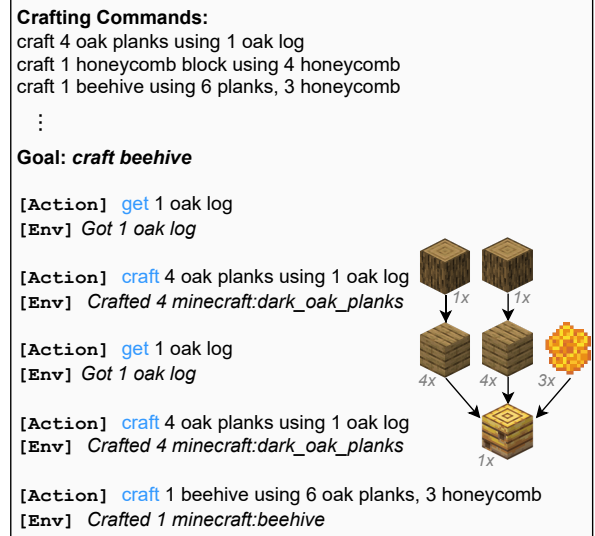 Crafting Commands:
craft 4 oak planks using 1 oak log
craft 1 honeycomb block using 4 honeycomb
craft 1 beehive using 6 planks, 3 honeycomb
⋮
Goal: craft beehive
[Action] get 1 oak log
[Env] Got 1 oak log
[Action] craft 4 oak planks using 1 oak log
[Env] Crafted 4 minecraft:dark_oak_planks
[Action] get 1 oak log
[Env] Got 1 oak log
[Action] craft 4 oak planks using 1 oak log
[Env] Crafted 4 minecraft:dark_oak_planks
[Action] craft 1 beehive using 6 oak planks, 3 honeycomb
[Env] Crafted 1 minecraft:beehive
1x 1x
4x 4x 3x
1x